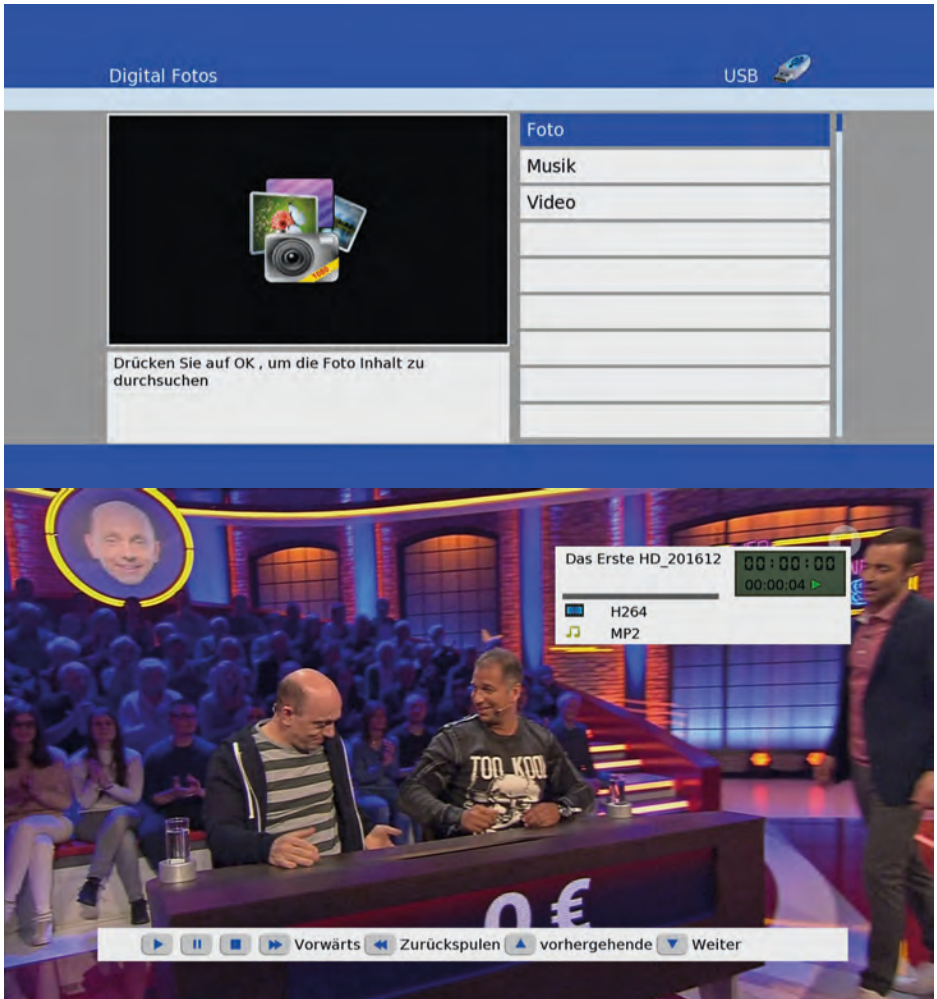 Digital Fotos
USB
Foto
Musik
Video
1080
Drücken Sie auf OK , um die Foto Inhalt zu
durchsuchen
Das Erste HD_201612
00:00:00
00:00:04
H264
MP2
TOO KOOL
0 €
Vorwärts Zurückspulen vorhergehende Weiter